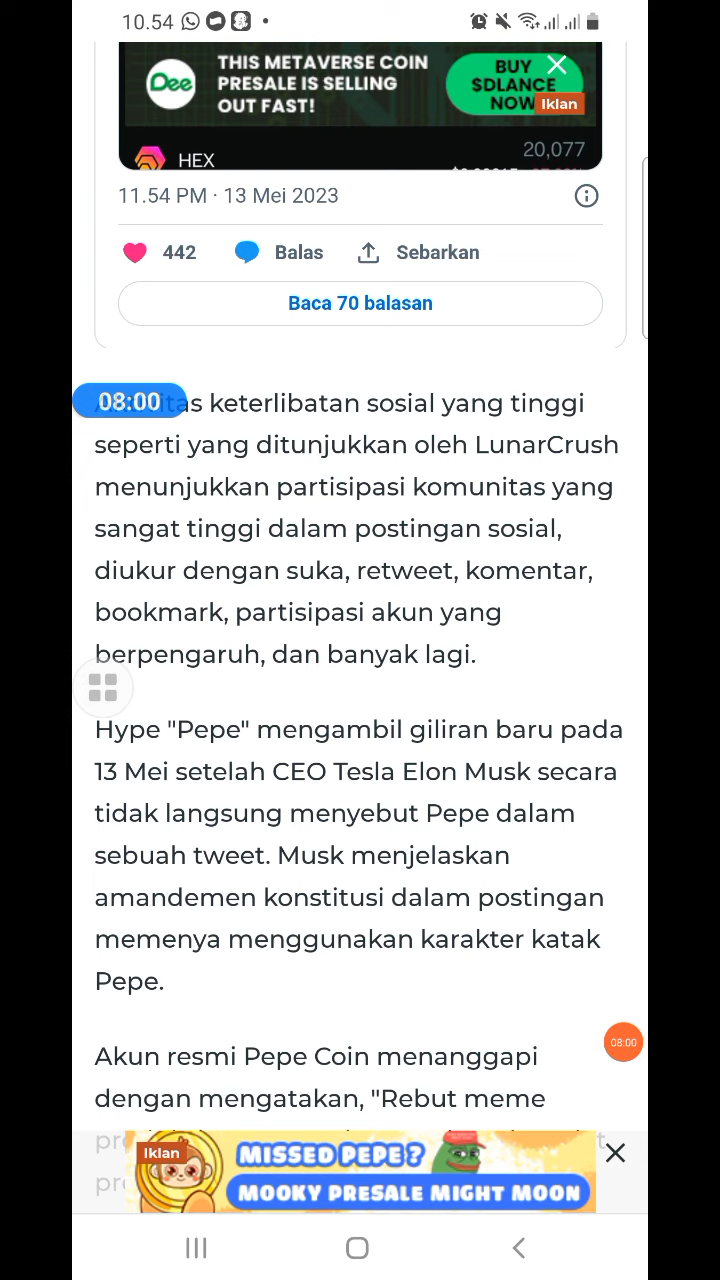 10.54
THIS METAVERSE COIN
PRESALE IS SELLING
OUT FAST!
BUY
$DLANCE
NOW
Dee
Iklan
HEX
20,077
11.54 PM · 13 Mei 2023
442
Balas
Sebarkan
Baca 70 balasan
08:00
keterlibatan sosial yang tinggi
seperti yang ditunjukkan oleh LunarCrush
menunjukkan partisipasi komunitas yang
sangat tinggi dalam postingan sosial,
diukur dengan suka, retweet, komentar,
bookmark, partisipasi akun yang
berpengaruh, dan banyak lagi.
Hype "Pepe" mengambil giliran baru pada
13 Mei setelah CEO Tesla Elon Musk secara
tidak langsung menyebut Pepe dalam
sebuah tweet. Musk menjelaskan
amandemen konstitusi dalam postingan
memenya menggunakan karakter katak
Pepe.
08:00
Akun resmi Pepe Coin menanggapi
dengan mengatakan, "Rebut meme
Iklan
MISSED PEPE?
MOOKY PRESALE MIGHT MOON